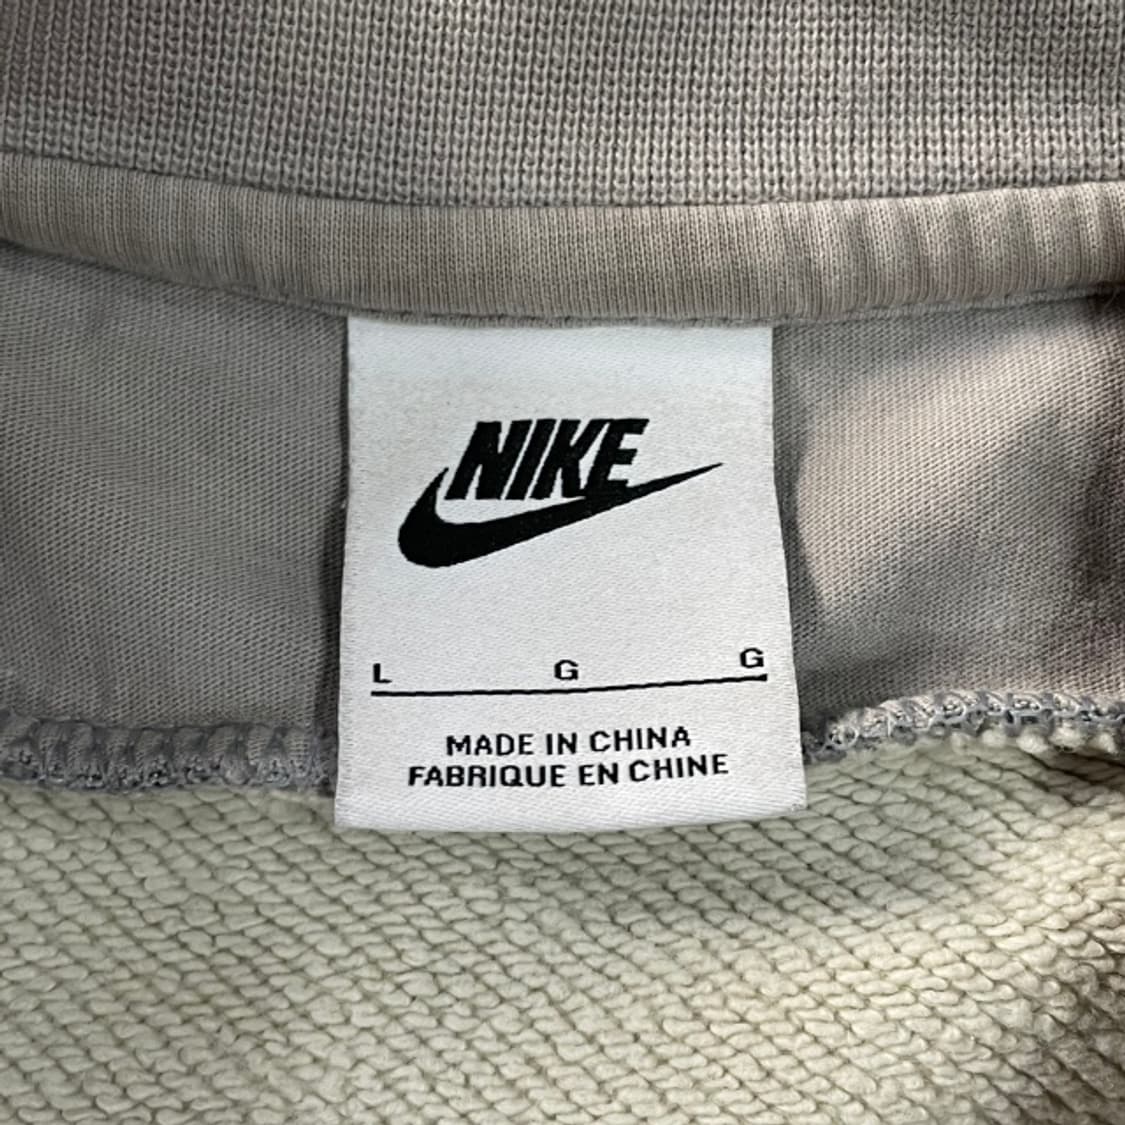 NIKE
L G G
MADE IN CHINA
FABRIQUE EN CHINE